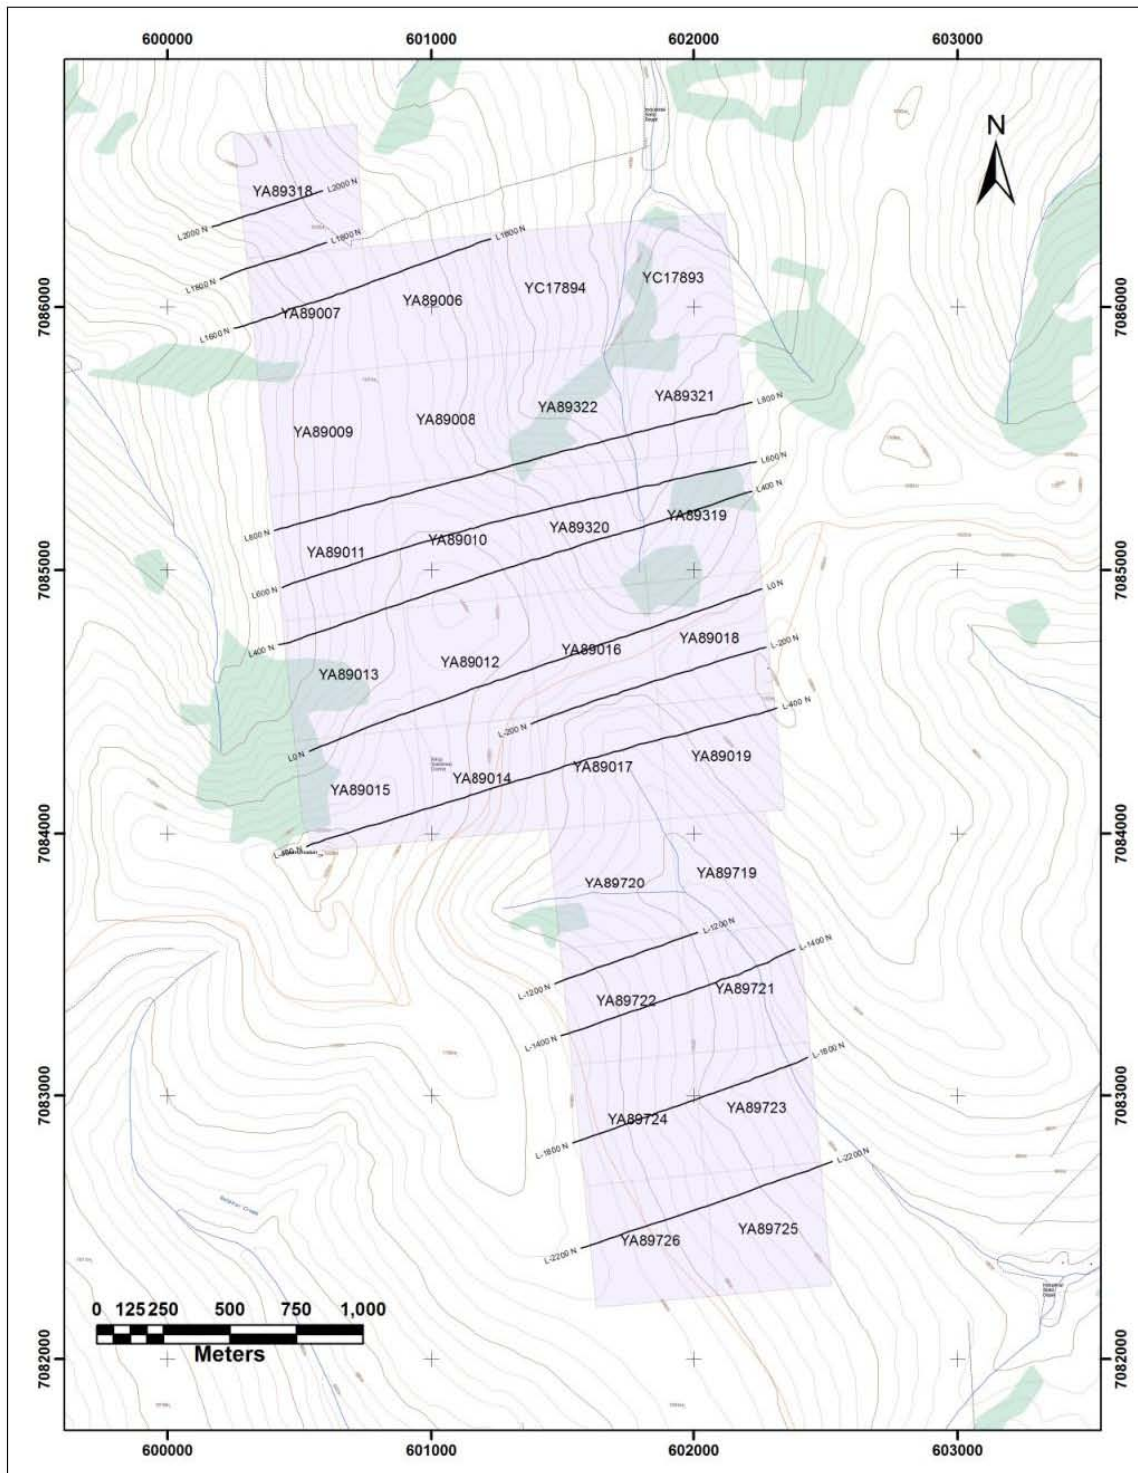 600000
601000
602000
603000
N
YA89318
L2000 N
L2000 N
L1800 N
L1800 N
L1600 N
YC17893
YC17894
YA89006
YA89007
7086000
7086000
L1600 N
YA89321
L800 N
YA89322
YA89008
YA89009
L600 N
L400 N
YA89319
YA89320
L800 N
YA89010
YA89011
7085000
7085000
L600 N
L0 N
YA89018
L-200 N
L400 N
YA89016
YA89012
YA89013
L-400 N
L-200 N
L0 N
YA89019
YA89017
YA89014
YA89015
7084000
7084000
YA89719
YA89720
L-1200 N
L-1400 N
L-1200 N
YA89721
YA89722
L-1400 N
L-1800 N
7083000
7083000
YA89723
YA89724
L-1800 N
L-2200 N
Sulphur Creek
YA89725
YA89726
L-2200 N
0 125 250 500 750 1,000
Meters
7082000
7082000
600000
601000
602000
603000